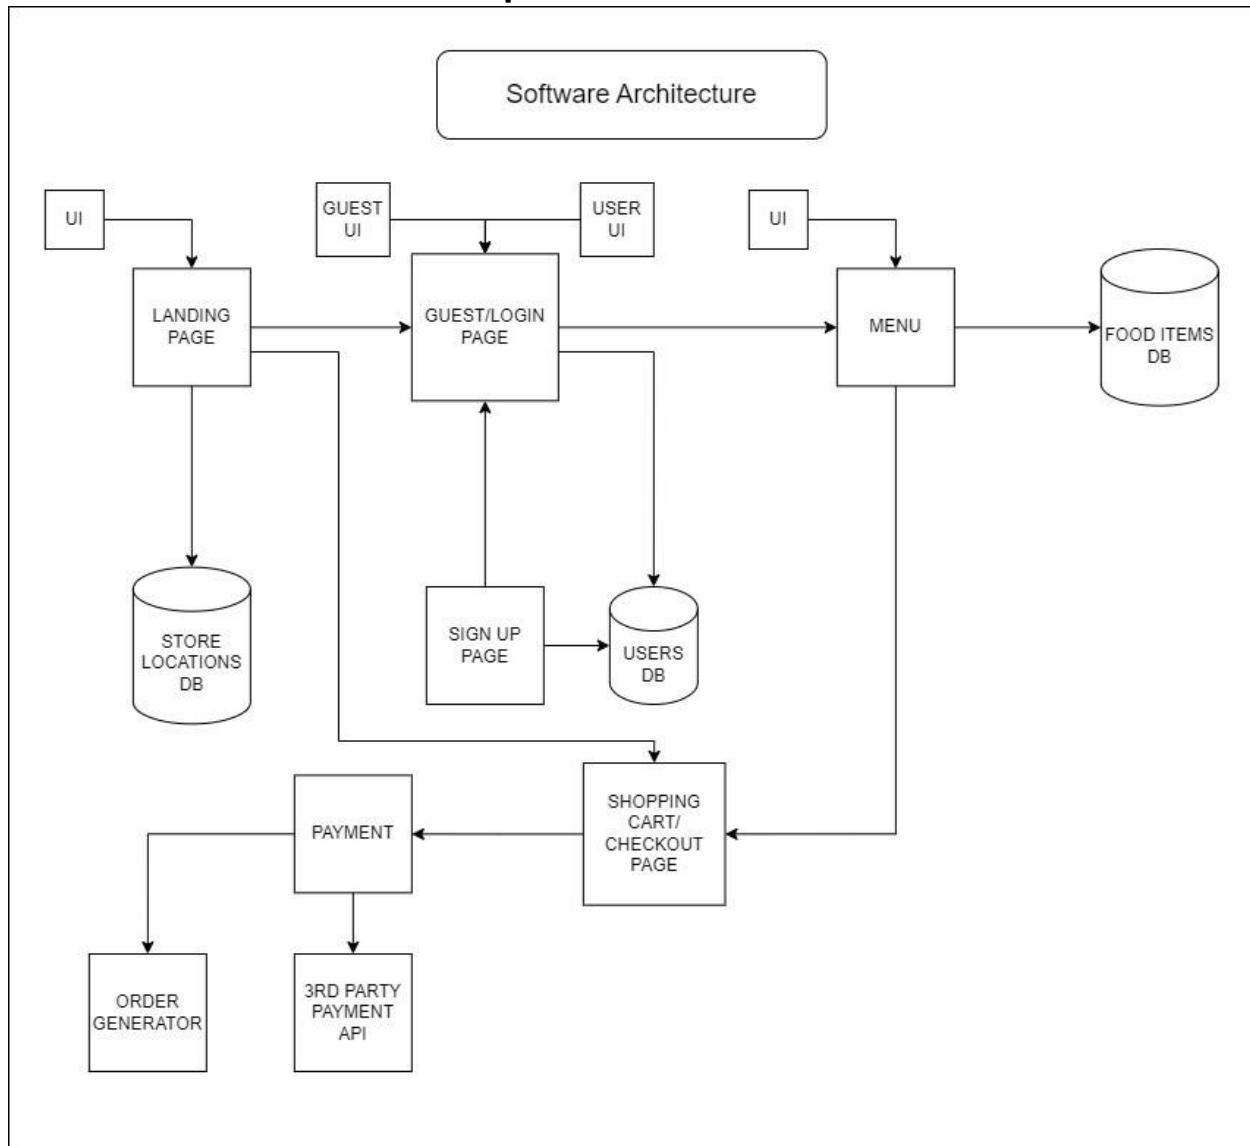 Software Architecture
UI
GUEST
UI
USER
UI
UI
LANDING
PAGE
GUEST/LOGIN
PAGE
MENU
FOOD ITEMS
DB
STORE
LOCATIONS
DB
SIGN UP
PAGE
USERS
DB
PAYMENT
SHOPPING
CART/
CHECKOUT
PAGE
ORDER
GENERATOR
3RD PARTY
PAYMENT
API